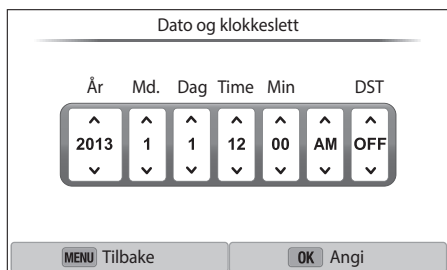 Dato og klokkeslett
År Md. Dag Time Min DST
2013 1 1 12 00 AM OFF
MENU Tilbake OK Angi